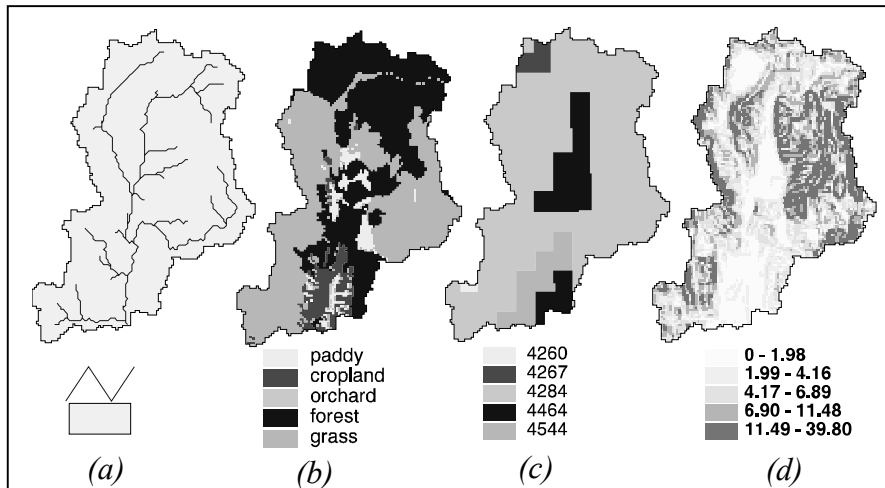 paddy
cropland
orchard
forest
grass
4260
4267
4284
4464
4544
0 - 1.98
1.99 - 4.16
4.17 - 6.89
6.90 - 11.48
11.49 - 39.80
(a)
(b)
(c)
(d)